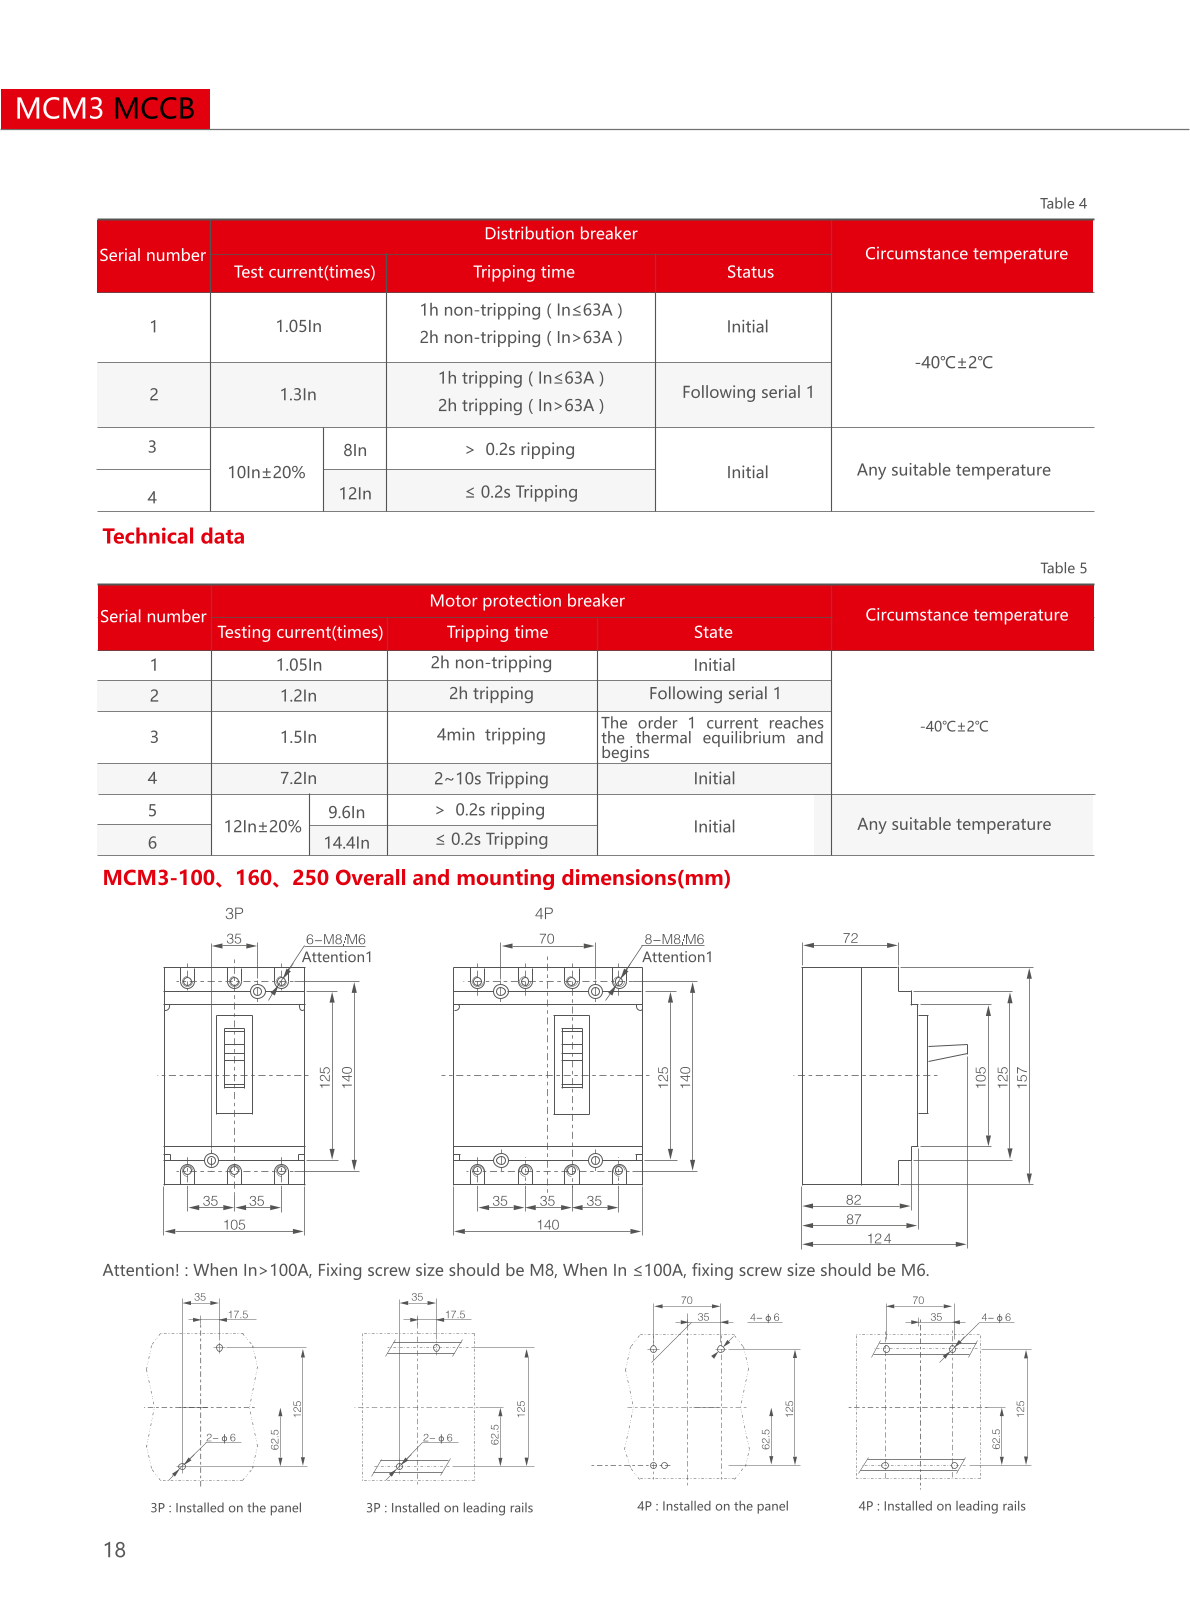 MCM3 MCCB
Table 4
Serial number
Distribution breaker
Circumstance temperature
Test current(times)
Tripping time
Status
1
1.05In
1h non-tripping ( In≤63A )
2h non-tripping ( In>63A )
Initial
-40℃±2℃
2
1.3In
1h tripping ( In≤63A )
2h tripping ( In>63A )
Following serial 1
3
10In±20%
8In
> 0.2s ripping
Initial
Any suitable temperature
4
12In
≤ 0.2s Tripping
Technical data
Table 5
Serial number
Motor protection breaker
Circumstance temperature
Testing current(times)
Tripping time
State
1
1.05In
2h non-tripping
Initial
-40℃±2℃
2
1.2In
2h tripping
Following serial 1
3
1.5In
4min tripping
The order 1 current reaches
the thermal equilibrium and
begins
4
7.2In
2~10s Tripping
Initial
5
12In±20%
9.6In
> 0.2s ripping
Initial
Any suitable temperature
6
14.4In
≤ 0.2s Tripping
MCM3-100、160、250 Overall and mounting dimensions(mm)
3P
35
6-M8/M6
Attention1
125
140
35
35
105
4P
70
8-M8/M6
Attention1
125
140
35
35
35
140
72
105
125
157
82
87
124
Attention! : When In>100A, Fixing screw size should be M8, When In ≤100A, fixing screw size should be M6.
35
17.5
125
62.5
2-ϕ6
3P : Installed on the panel
35
17.5
125
62.5
2-ϕ6
3P : Installed on leading rails
70
35
4-ϕ6
125
62.5
4P : Installed on the panel
70
35
4-ϕ6
125
62.5
4P : Installed on leading rails
18